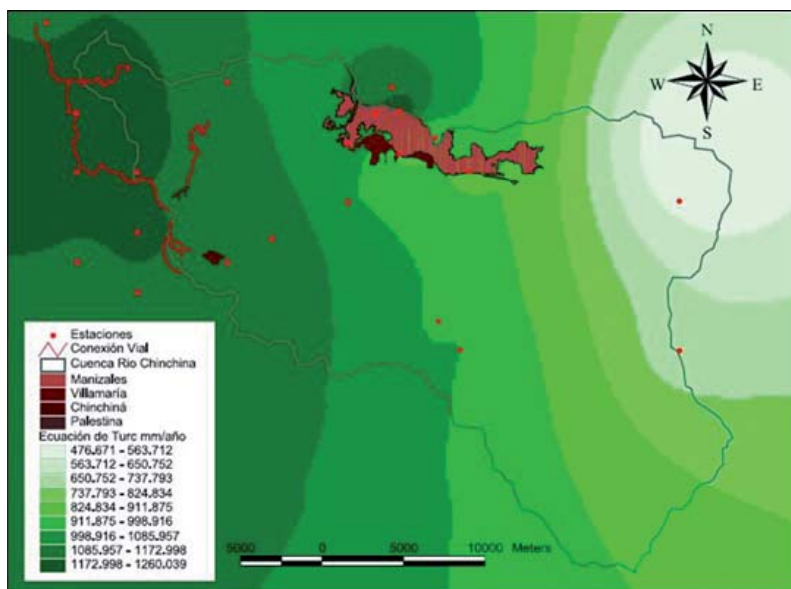 N
W E
S
Estaciones
Conexión Vial
Cuenca Rio Chinchina
Manizales
Villamaría
Chinchiná
Palestina
Ecuación de Turc mm/año
476.671 - 563.712
563.712 - 650.752
650.752 - 737.793
737.793 - 824.834
824.834 - 911.875
911.875 - 998.916
998.916 - 1085.957
1085.957 - 1172.998
1172.998 - 1260.039
5000 0 5000 10000 Meters